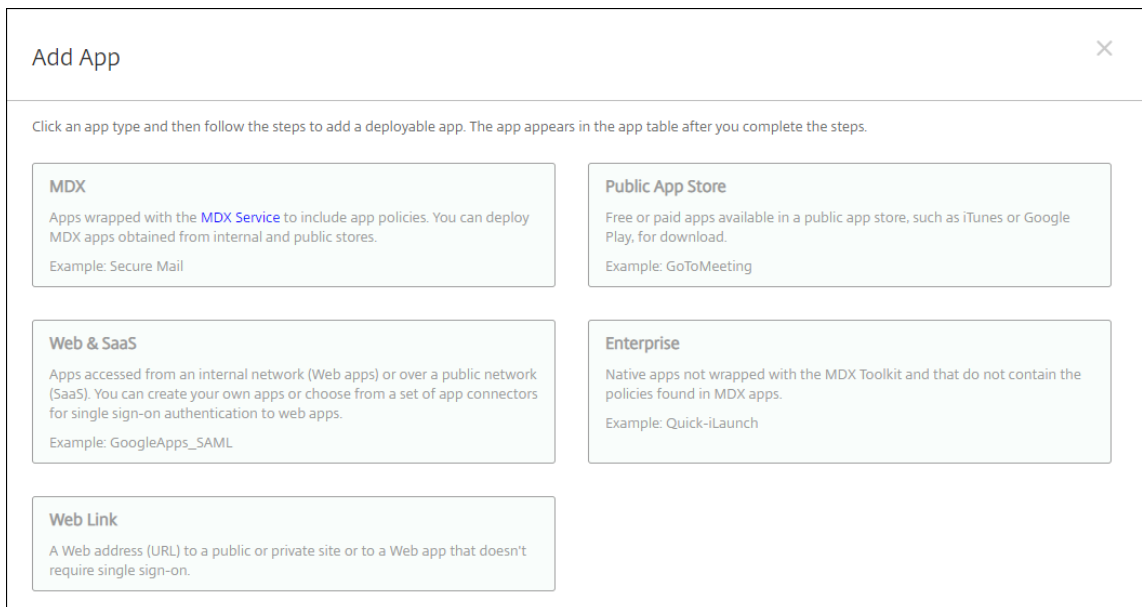 Add App
Click an app type and then follow the steps to add a deployable app. The app appears in the app table after you complete the steps.
MDX
Apps wrapped with the MDX Service to include app policies. You can deploy
MDX apps obtained from internal and public stores.
Example: Secure Mail
Public App Store
Free or paid apps available in a public app store, such as iTunes or Google
Play, for download.
Example: GoToMeeting
Web & SaaS
Apps accessed from an internal network (Web apps) or over a public network
(SaaS). You can create your own apps or choose from a set of app connectors
for single sign-on authentication to web apps.
Example: GoogleApps_SAML
Enterprise
Native apps not wrapped with the MDX Toolkit and that do not contain the
policies found in MDX apps.
Example: Quick-iLaunch
Web Link
A Web address (URL) to a public or private site or to a Web app that doesn't
require single sign-on.